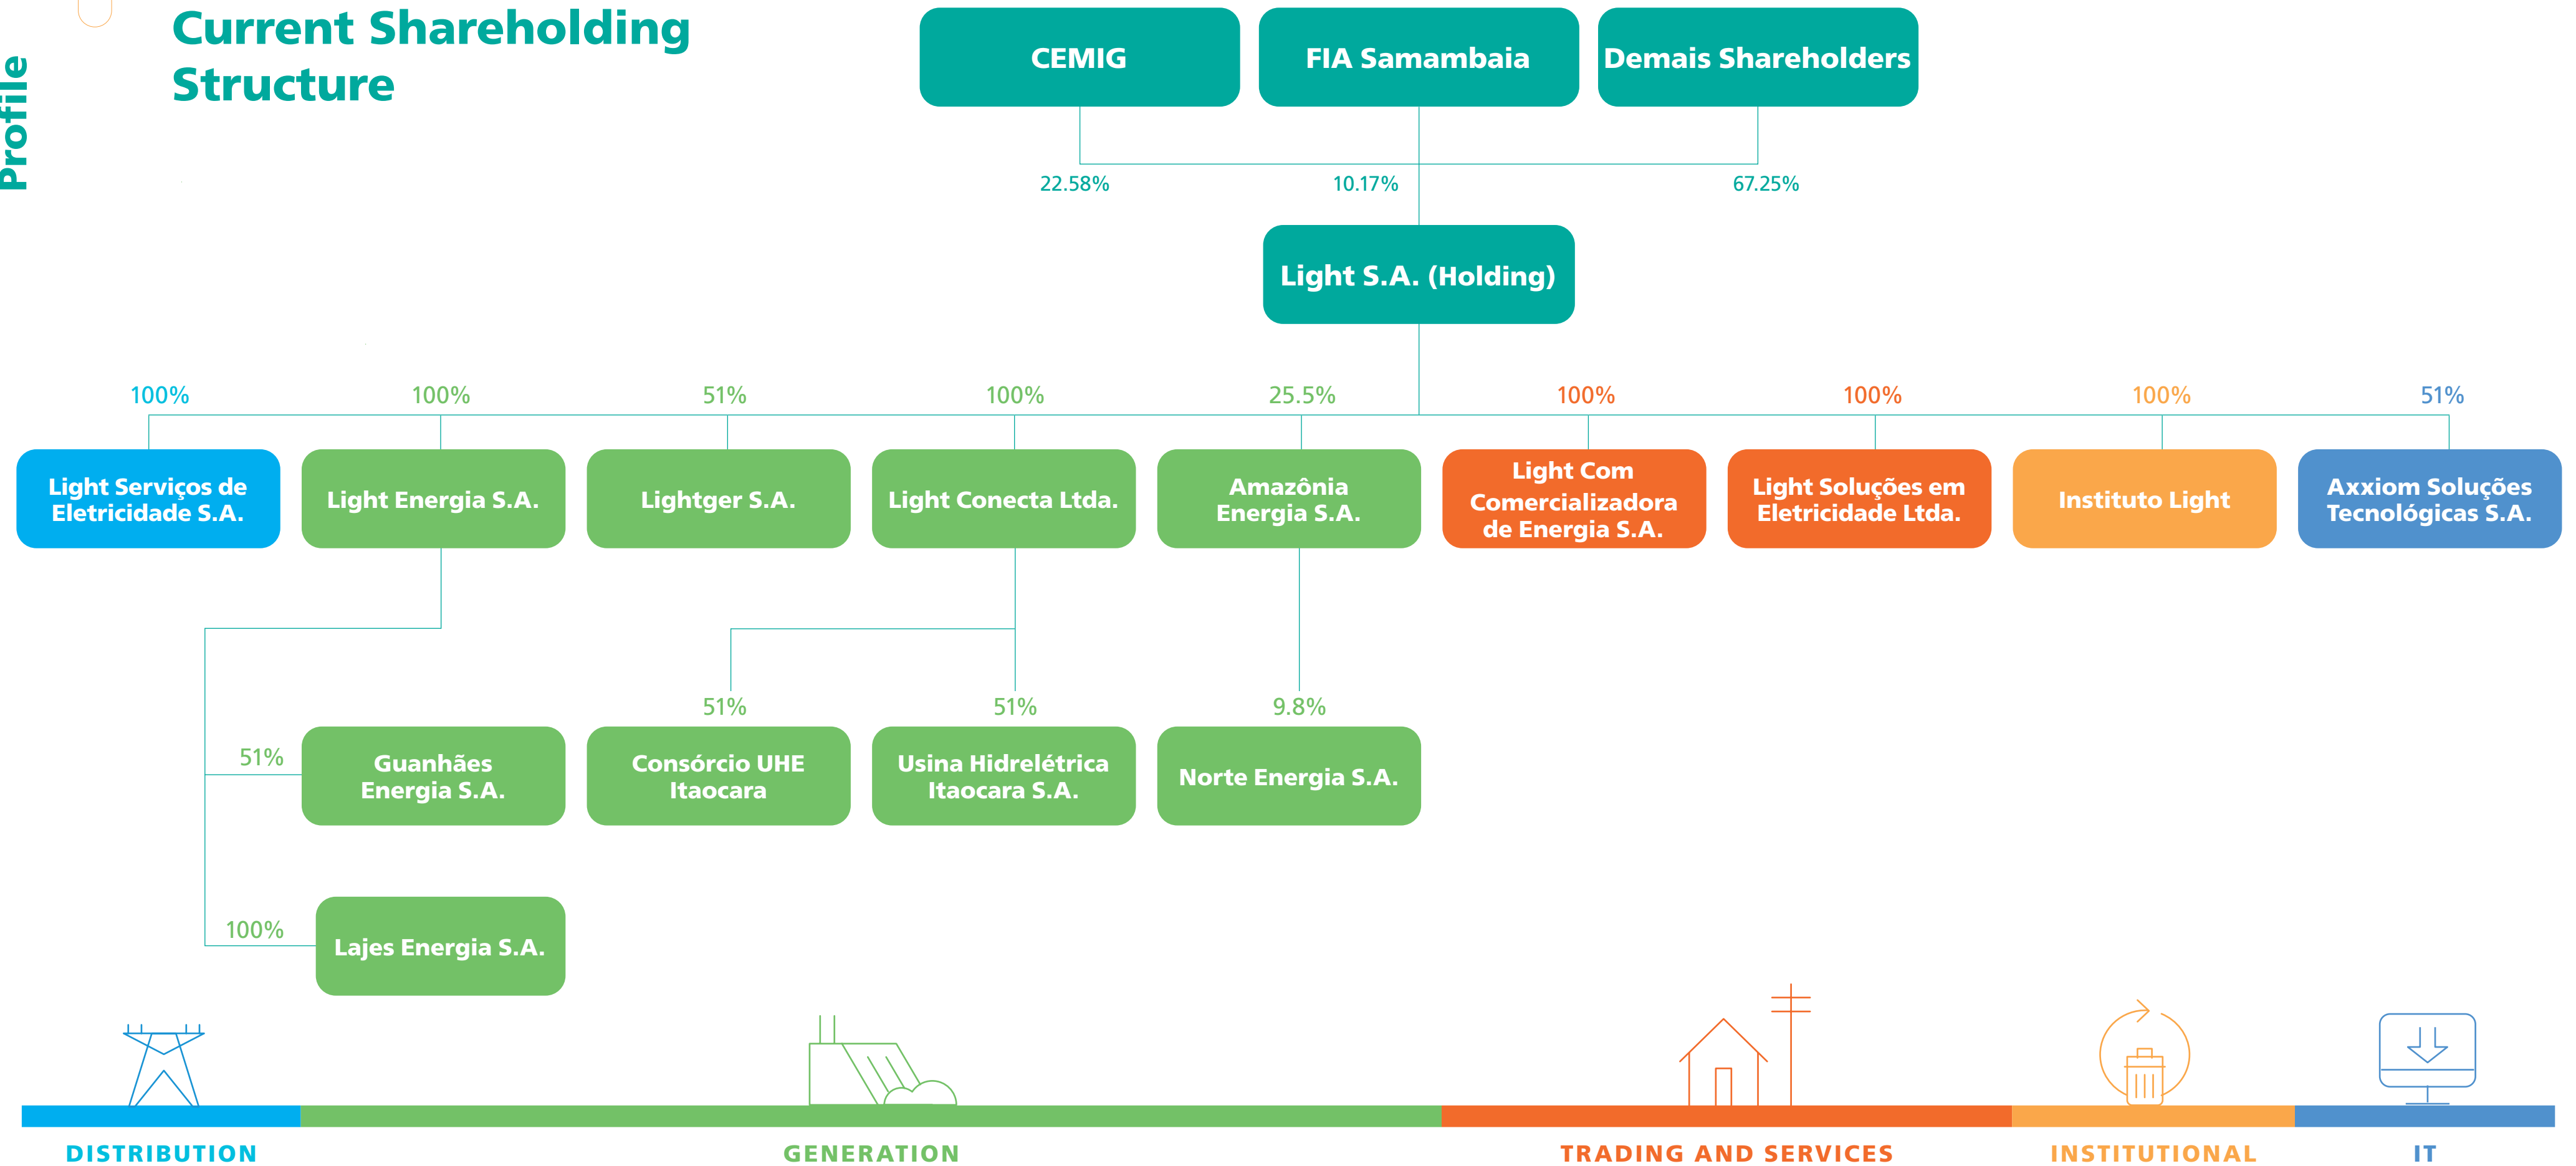 Profile
Current Shareholding
Structure
CEMIG
FIA Samambaia
Demais Shareholders
22.58%
10.17%
67.25%
Light S.A. (Holding)
100%
100%
51%
100%
25.5%
100%
100%
100%
51%
Light Serviços de
Eletricidade S.A.
Light Energia S.A.
Lightger S.A.
Light Conecta Ltda.
Amazônia
Energia S.A.
Light Com
Comercializadora
de Energia S.A.
Light Soluções em
Eletricidade Ltda.
Instituto Light
Axxiom Soluções
Tecnológicas S.A.
51%
51%
9.8%
51%
Guanhães
Energia S.A.
Consórcio UHE
Itaocara
Usina Hidrelétrica
Itaocara S.A.
Norte Energia S.A.
100%
Lajes Energia S.A.
DISTRIBUTION
GENERATION
TRADING AND SERVICES
INSTITUTIONAL
IT